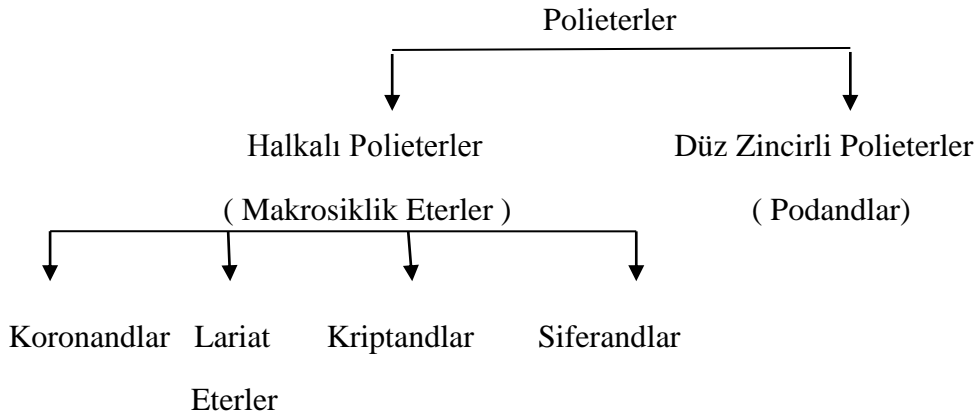 Polieterler
Halkalı Polieterler
Düz Zincirli Polieterler
( Makrosiklik Eterler )
( Podandlar)
Koronandlar
Lariat
Kriptandlar
Siferandlar
Eterler